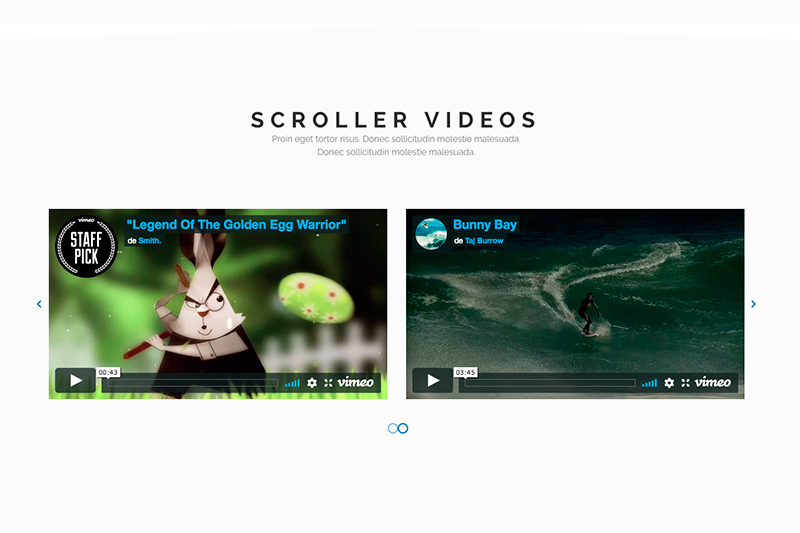 SCROLLER VIDEOS
Proin eget tortor risus. Donec sollicitudin molestie malesuada.
Donec sollicitudin molestie malesuada.
vimeo
STAFF
PICK
"Legend Of The Golden Egg Warrior"
de Smith.
00:43
vimeo
Bunny Bay
de Taj Burrow
03:45
vimeo